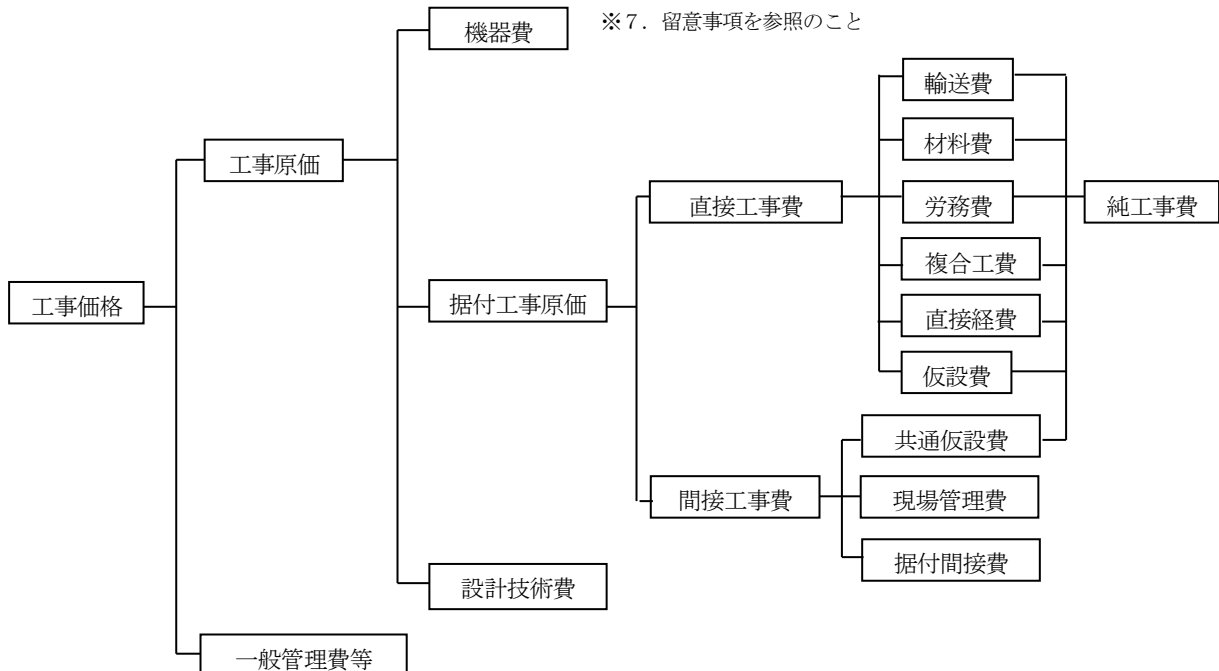 機器費
※７．留意事項を参照のこと
輸送費
材料費
工事原価
直接工事費
労務費
純工事費
複合工費
工事価格
据付工事原価
直接経費
仮設費
共通仮設費
間接工事費
現場管理費
据付間接費
設計技術費
一般管理費等